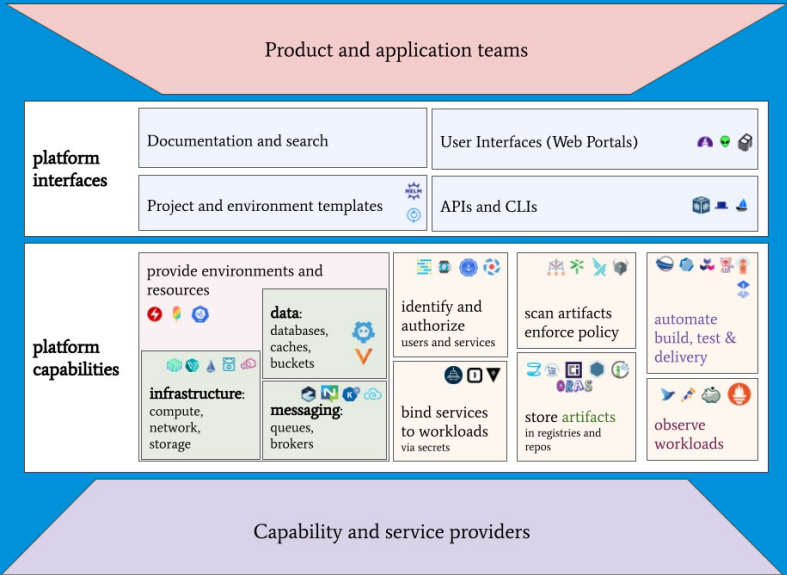 Product and application teams
platform
interfaces
Documentation and search
User Interfaces (Web Portals)
Project and environment templates
HELM
APIs and CLIs
platform
capabilities
provide environments and
resources
data:
databases,
caches,
buckets
infrastructure:
compute,
network,
storage
messaging:
queues,
brokers
identify and
authorize
users and services
bind services
to workloads
via secrets
scan artifacts
enforce policy
ORAS
store artifacts
in registries and
repos
automate
build, test &
delivery
observe
workloads
Capability and service providers